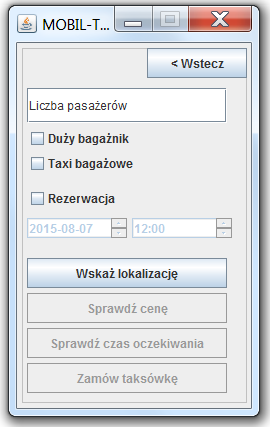 MOBIL-T...
< Wstecz
Liczba pasażerów
Duży bagażnik
Taxi bagażowe
Rezerwacja
2015-08-07 12:00
Wskaż lokalizację
Sprawdź cenę
Sprawdź czas oczekiwania
Zamów taksówkę